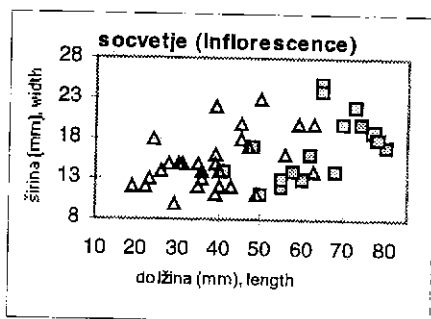 socvetje (Inflorescence)
28
23
18
13
8
širina (mm), width
10 20 30 40 50 60 70 80
dolžina (mm), length